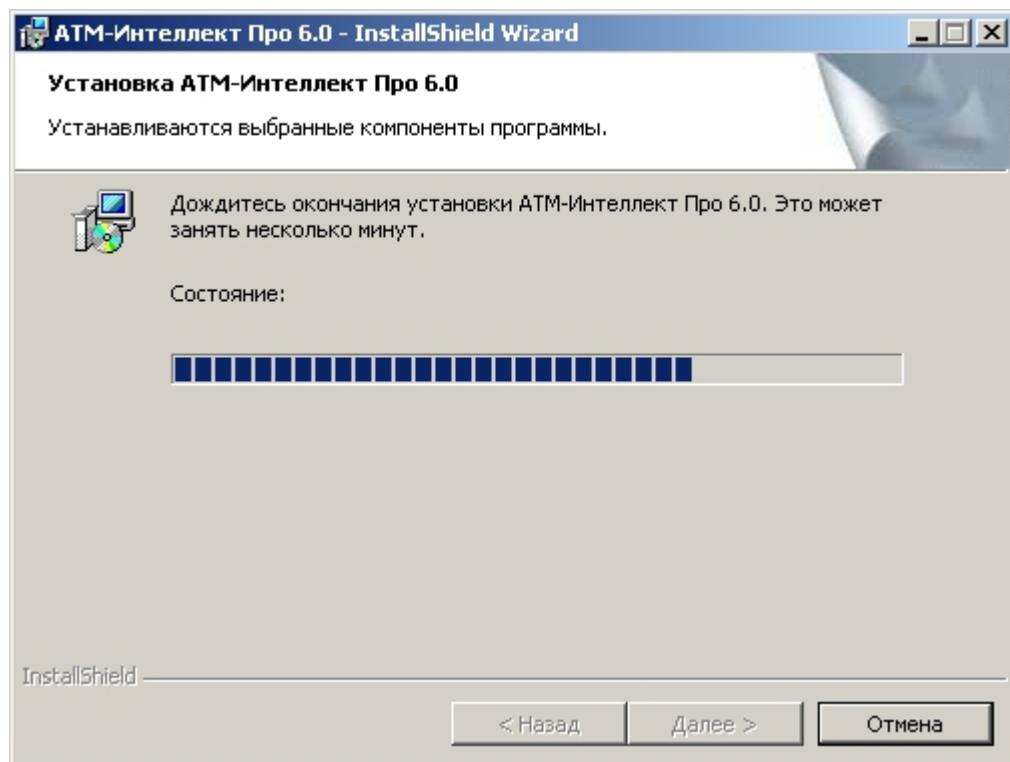 АТМ-Интеллект Про 6.0 - InstallShield Wizard
Установка АТМ-Интеллект Про 6.0
Устанавливаются выбранные компоненты программы.
Дождитесь окончания установки АТМ-Интеллект Про 6.0. Это может
занять несколько минут.
Состояние:
InstallShield
< Назад
Далее >
Отмена